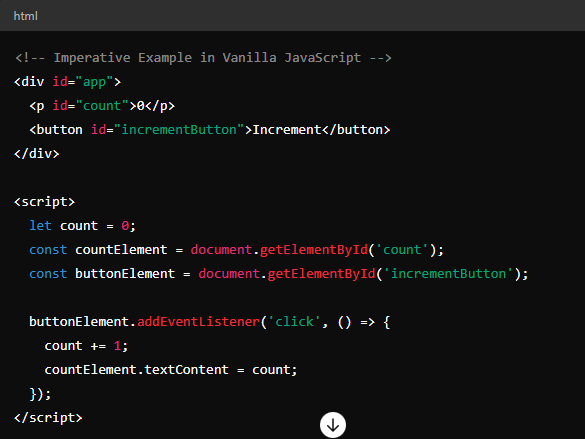 html
<!-- Imperative Example in Vanilla JavaScript -->
<div id="app">
  <p id="count">0</p>
  <button id="incrementButton">Increment</button>
</div>
<script>
  let count = 0;
  const countElement = document.getElementById('count');
  const buttonElement = document.getElementById('incrementButton');
  buttonElement.addEventListener('click', () => {
    count += 1;
    countElement.textContent = count;
  });
</script>